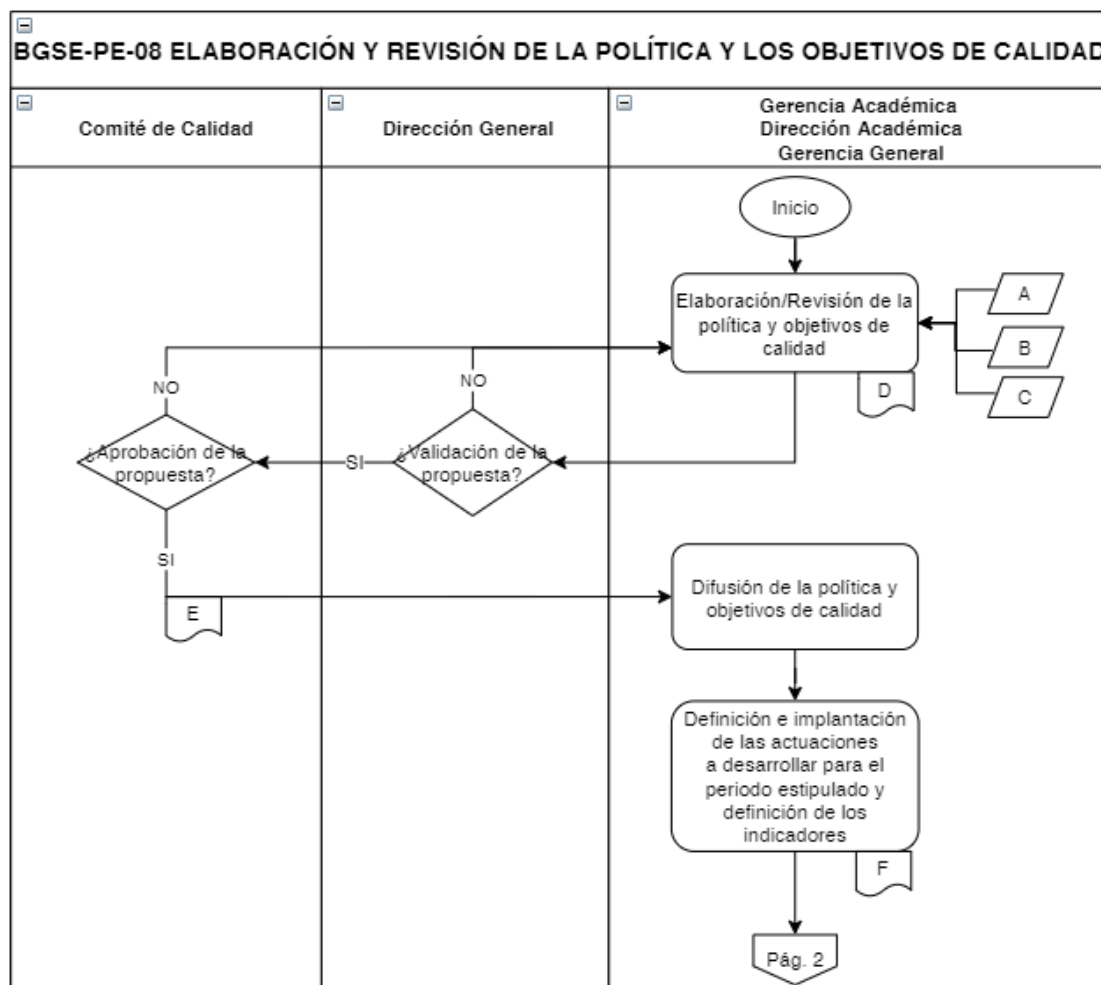 BGSE-PE-08 ELABORACIÓN Y REVISIÓN DE LA POLÍTICA Y LOS OBJETIVOS DE CALIDAD
Comité de Calidad
Dirección General
Gerencia Académica
Dirección Académica
Gerencia General
Inicio
Elaboración/Revisión de la
política y objetivos de
calidad
A
B
C
D
NO
NO
¿Aprobación de la
propuesta?
SI
¿Validación de la
propuesta?
SI
E
Difusión de la política y
objetivos de calidad
Definición e implantación
de las actuaciones
a desarrollar para el
periodo estipulado y
definición de los
indicadores
F
Pág. 2